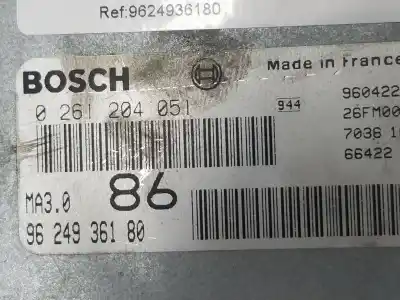 Ref:9624936180
BOSCH Made in France
0 261 204 051 944 960422
26FM00
7036 1
66422
MA3.0 86
96 249 361 80